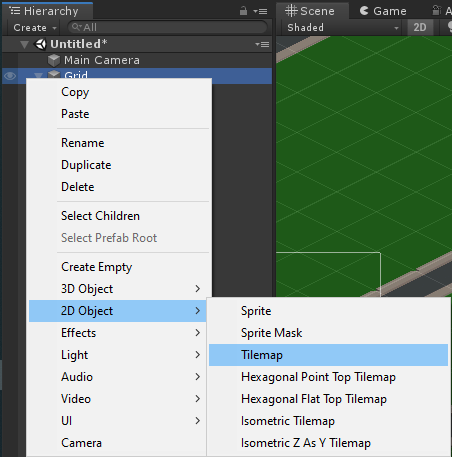 Hierarchy
Create
All
Untitled*
Main Camera
Grid
Scene
Game
A
Shaded
2D
Copy
Paste
Rename
Duplicate
Delete
Select Children
Select Prefab Root
Create Empty
3D Object
2D Object
Effects
Light
Audio
Video
UI
Camera
Sprite
Sprite Mask
Tilemap
Hexagonal Point Top Tilemap
Hexagonal Flat Top Tilemap
Isometric Tilemap
Isometric Z As Y Tilemap